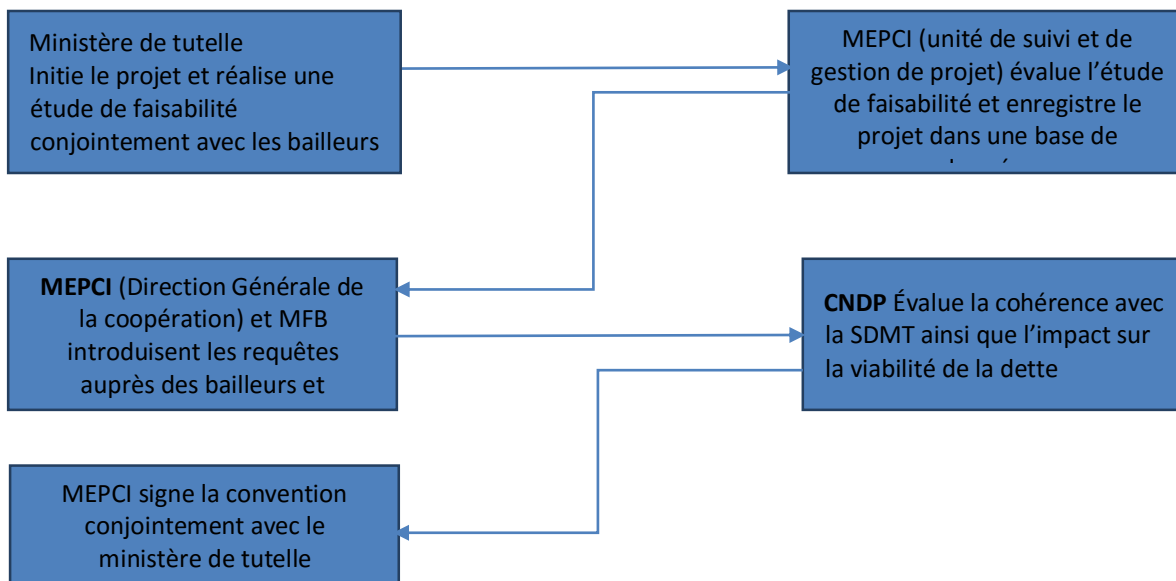 Ministère de tutelle
Initie le projet et réalise une
étude de faisabilité
conjointement avec les bailleurs
MEPCI (unité de suivi et de
gestion de projet) évalue l’étude
de faisabilité et enregistre le
projet dans une base de
MEPCI (Direction Générale de
la coopération) et MFB
introduisent les requêtes
auprès des bailleurs et
CNDP Évalue la cohérence avec
la SDMT ainsi que l’impact sur
la viabilité de la dette
MEPCI signe la convention
conjointement avec le
ministère de tutelle